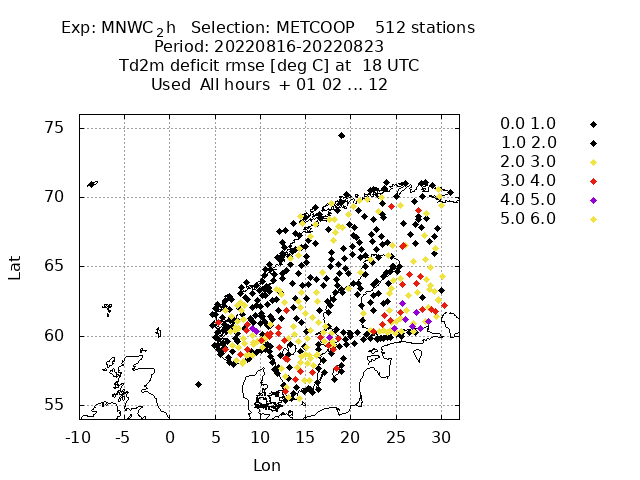 Exp: MNWC2h Selection: METCOOP 512 stations
Period: 20220816-20220823
Td2m deficit rmse [deg C] at 18 UTC
Used All hours + 01 02 ... 12
75
70
65
60
55
-10 -5 0 5 10 15 20 25 30
Lat
Lon
0.0 1.0
1.0 2.0
2.0 3.0
3.0 4.0
4.0 5.0
5.0 6.0